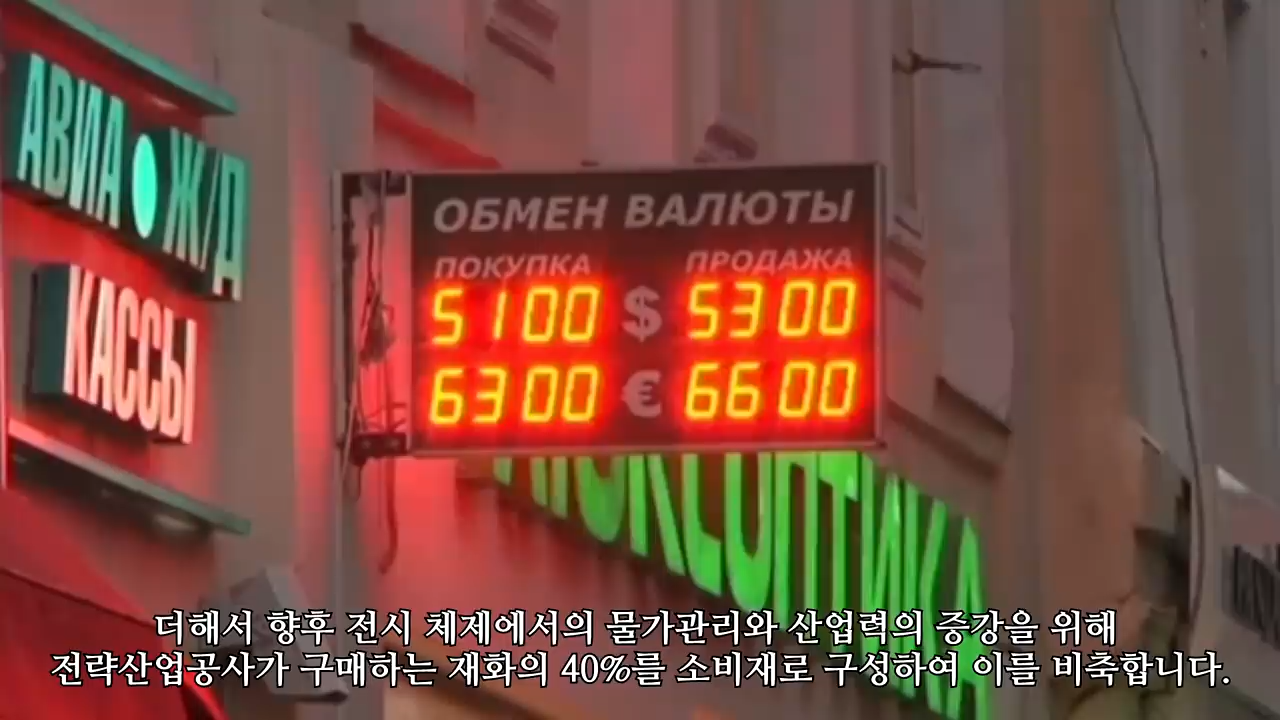 АВИА • Ж/Д
КАССЫ
ОБМЕН ВАЛЮТЫ
ПОКУПКА ПРОДАЖА
5100 $ 5300
6300 € 6600
더해서 향후 전시 체제에서의 물가관리와 산업력의 증강을 위해
전략산업공사가 구매하는 재화의 40%를 소비재로 구성하여 이를 비축합니다.